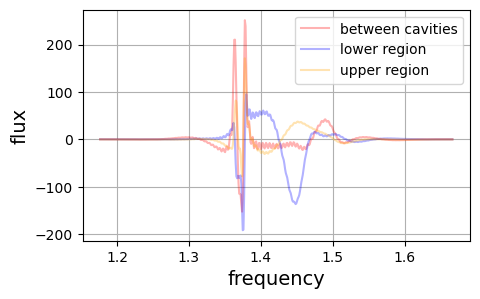 between cavities
lower region
upper region
200
100
0
−100
−200
flux
1.2 1.3 1.4 1.5 1.6
frequency